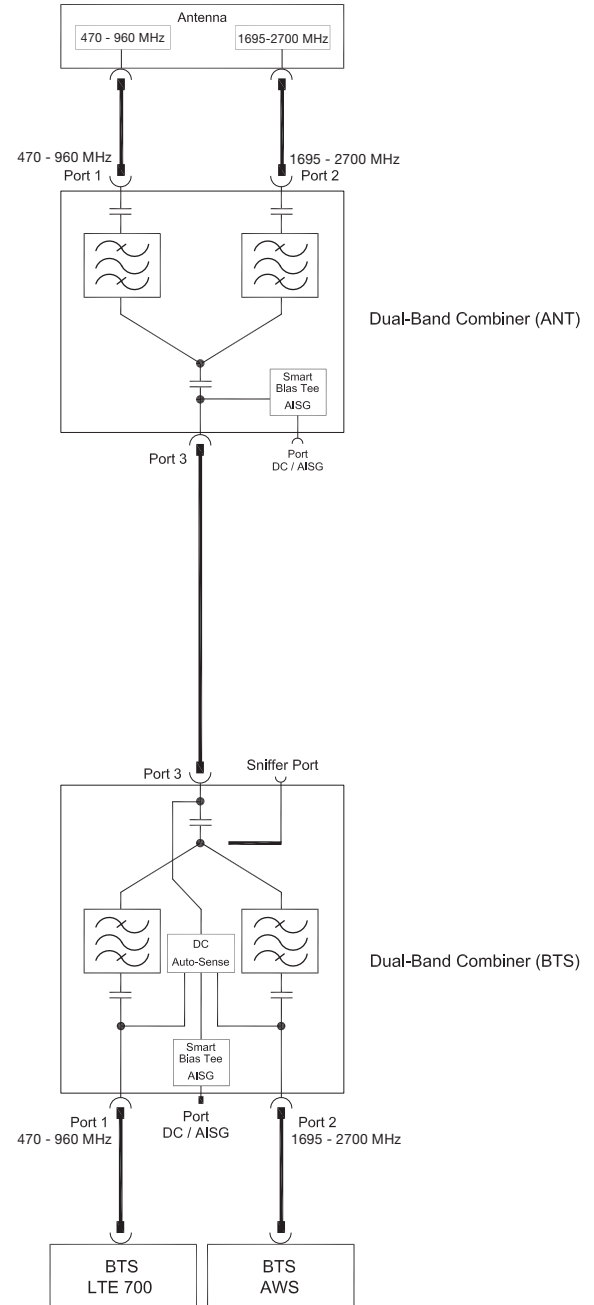 Antenna
470 - 960 MHz
1695-2700 MHz
470 - 960 MHz
Port 1
1695 - 2700 MHz
Port 2
Dual-Band Combiner (ANT)
Smart
Bias Tee
AISG
Port 3
Port
DC / AISG
Port 3
Sniffer Port
DC
Auto-Sense
Dual-Band Combiner (BTS)
Smart
Bias Tee
AISG
Port 1
470 - 960 MHz
Port
DC / AISG
Port 2
1695 - 2700 MHz
BTS
LTE 700
BTS
AWS